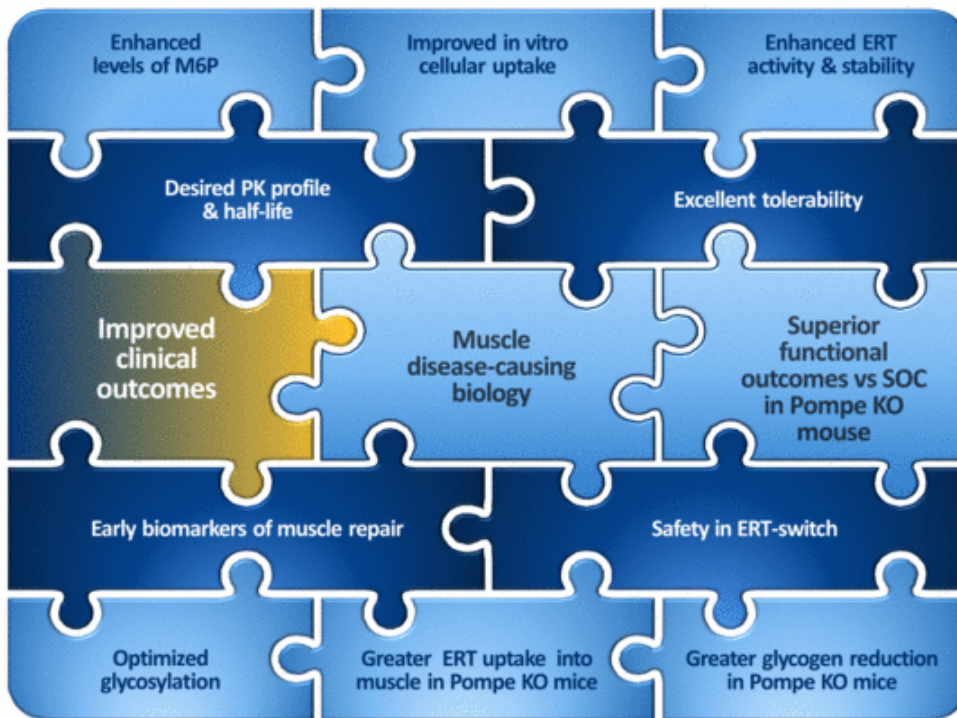 Enhanced
levels of M6P
Improved in vitro
cellular uptake
Enhanced ERT
activity & stability
Desired PK profile
& half-life
Excellent tolerability
Improved
clinical
outcomes
Muscle
disease-causing
biology
Superior
functional
outcomes vs SOC
in Pompe KO
mouse
Early biomarkers of muscle repair
Safety in ERT-switch
Optimized
glycosylation
Greater ERT uptake into
muscle in Pompe KO mice
Greater glycogen reduction
in Pompe KO mice